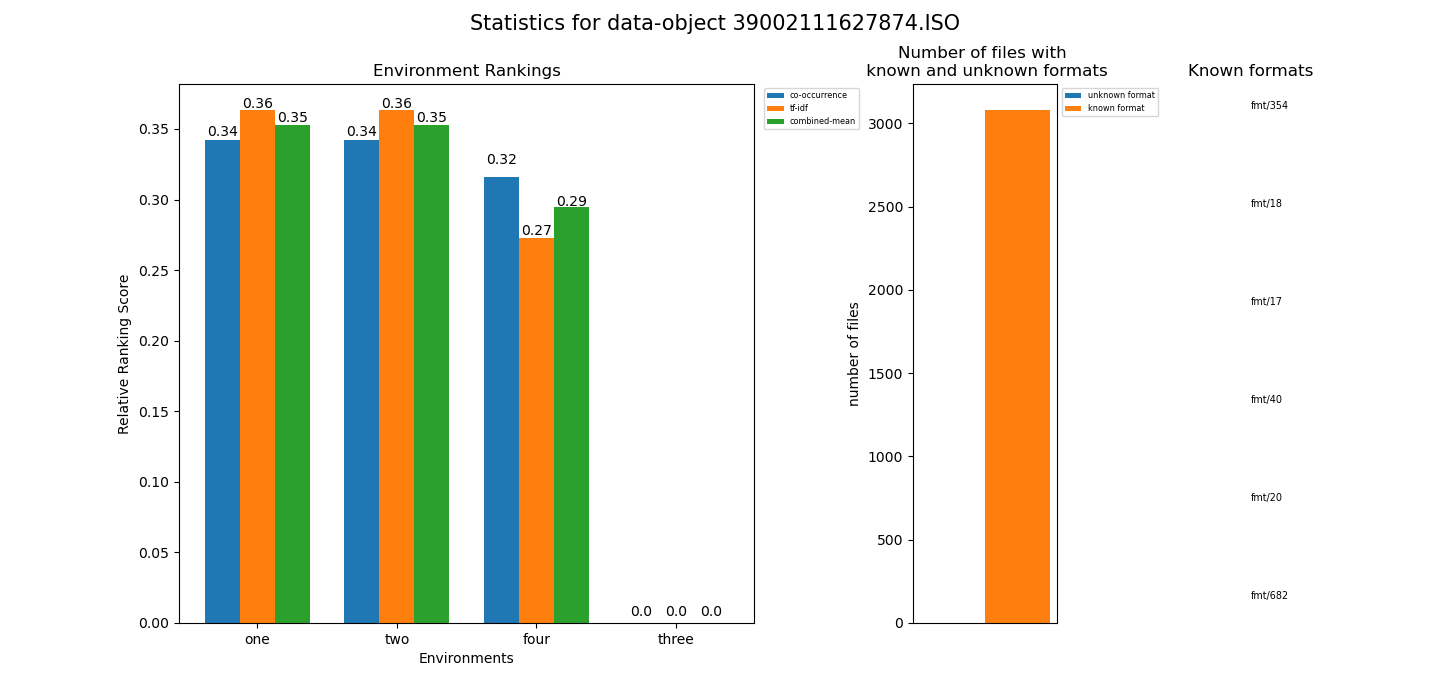 Statistics for data-object 39002111627874.ISO
Environment Rankings
0.35
0.30
0.25
0.20
0.15
0.10
0.05
0.00
Relative Ranking Score
0.34
0.36
0.35
0.34
0.36
0.35
0.32
0.27
0.29
0.0
0.0
0.0
one
two
four
three
Environments
co-occurrence
tf-idf
combined-mean
Number of files with
known and unknown formats
3000
2500
2000
1500
1000
500
0
number of files
unknown format
known format
Known formats
fmt/354
fmt/18
fmt/17
fmt/40
fmt/20
fmt/682